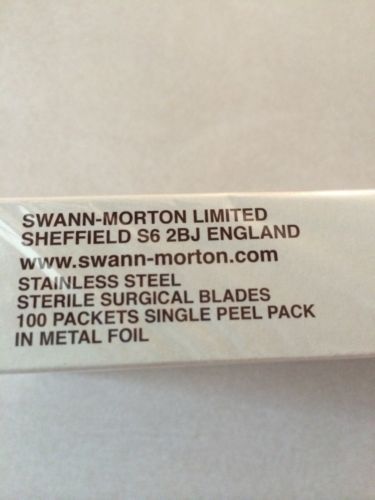 SWANN-MORTON LIMITED
SHEFFIELD S6 2BJ ENGLAND
www.swann-morton.com
STAINLESS STEEL
STERILE SURGICAL BLADES
100 PACKETS SINGLE PEEL PACK
IN METAL FOIL